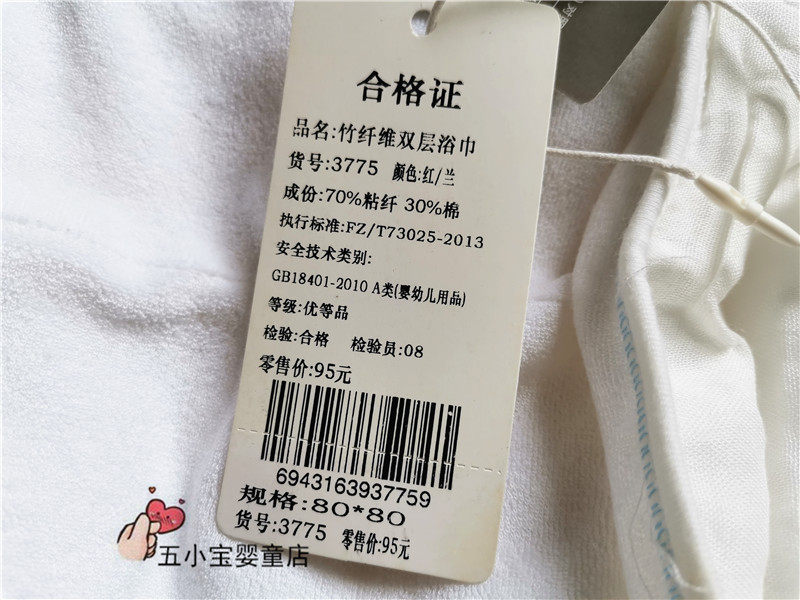 合格证
品名:竹纤维双层浴巾
货号:3775 颜色:红/兰
成份:70%粘纤 30%棉
执行标准:FZ/T73025-2013
安全技术类别:
GB18401-2010 A类(婴幼儿用品)
等级:优等品
检验:合格 检验员:08
零售价:95元
6943163937759
规格:80*80
货号:3775 零售价:95元
五小宝婴童店